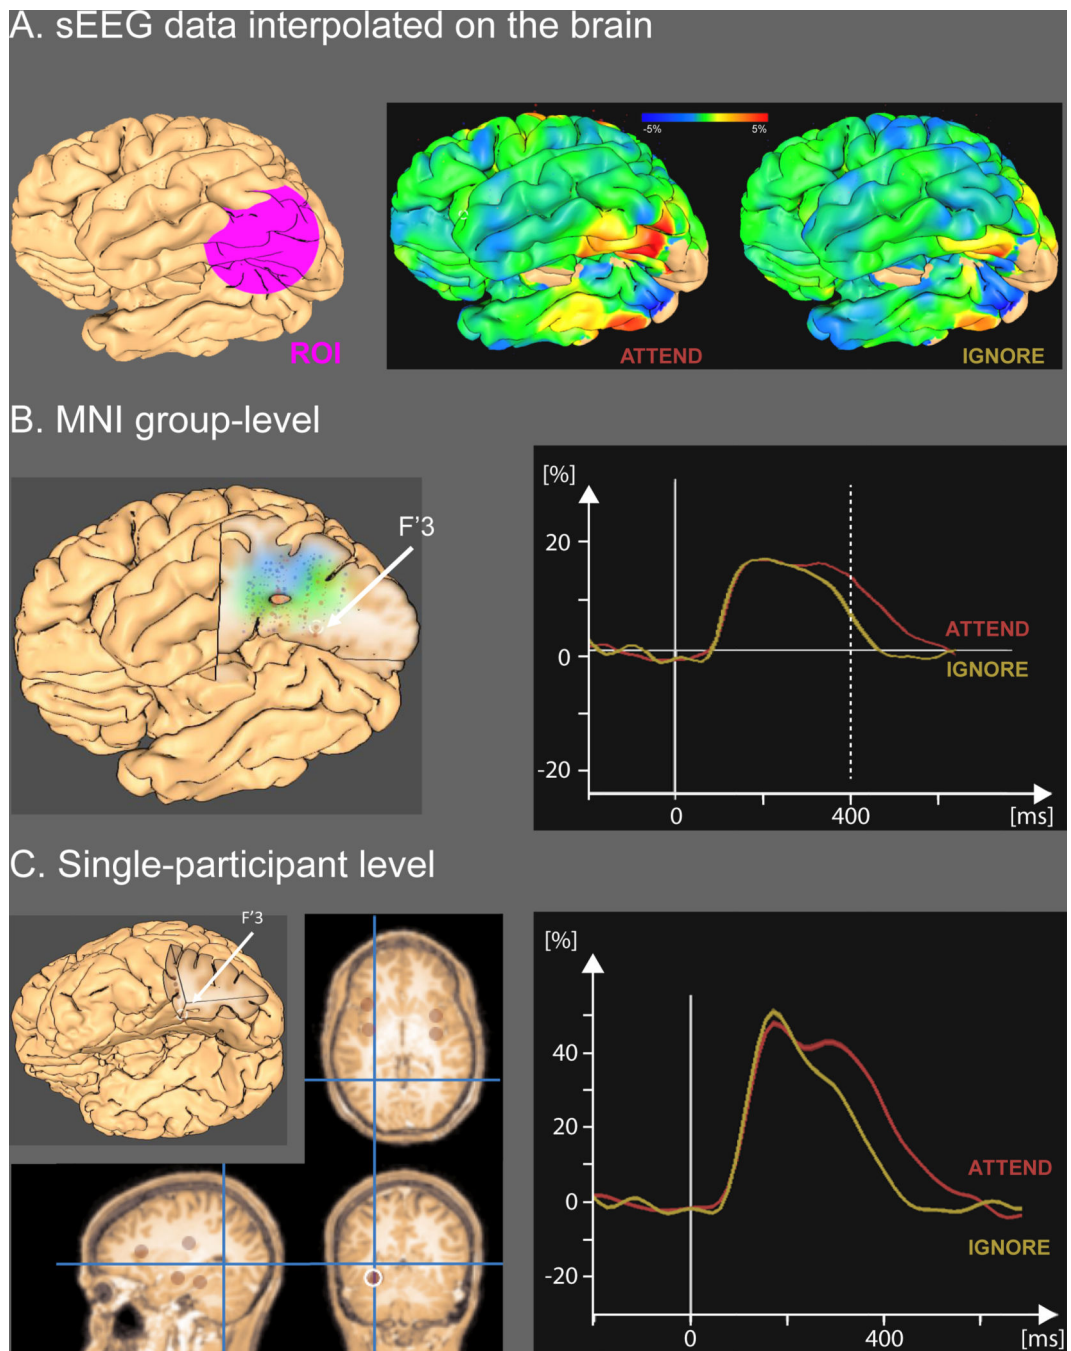 A. sEEG data interpolated on the brain
-5% 5%
ROI
ATTEND
IGNORE
B. MNI group-level
F'3
[%]
20
ATTEND
0
IGNORE
-20
0 400 [ms]
C. Single-participant level
F'3
[%]
40
20
ATTEND
0
IGNORE
-20
0 400 [ms]